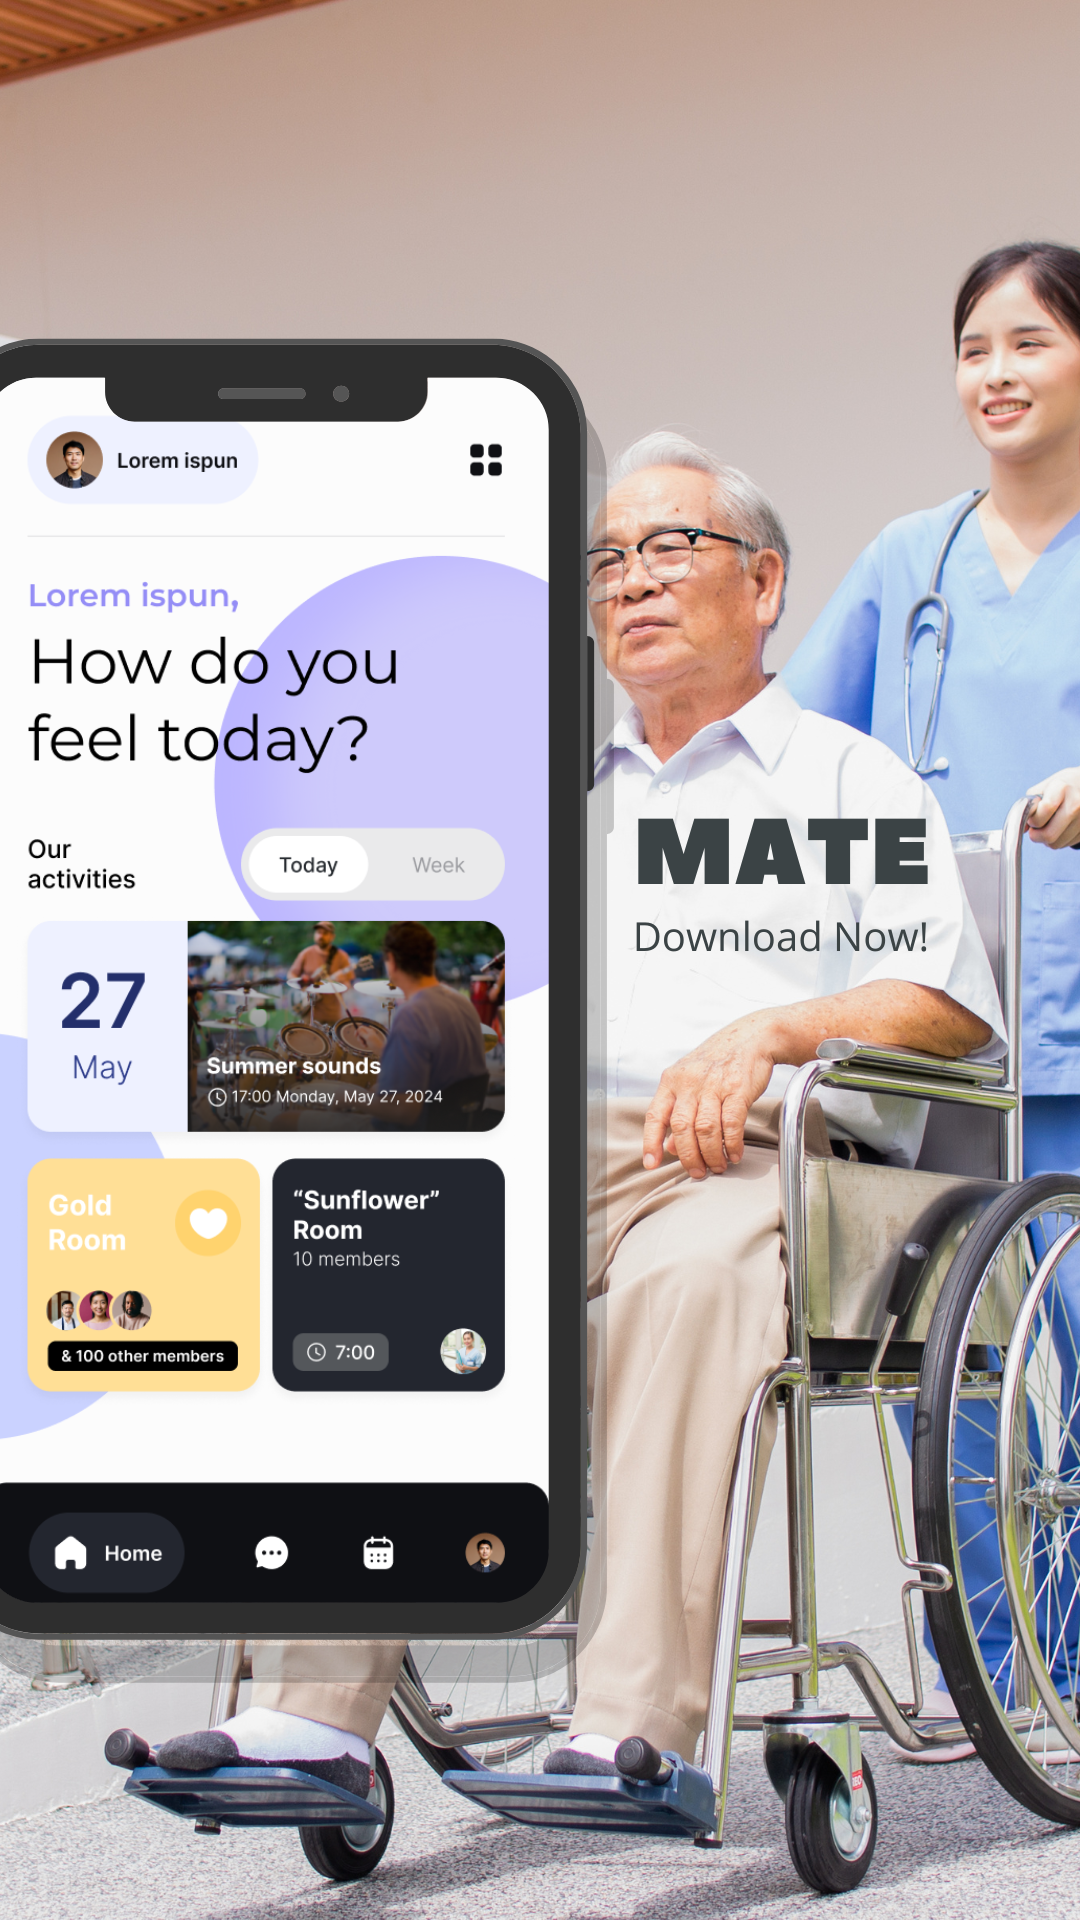 Lorem ispun
Lorem ispun,
How do you
feel today?
Our
activities
Today
Week
27
May
Summer sounds
17:00 Monday, May 27, 2024
Gold
Room
& 100 other members
“Sunflower”
Room
10 members
7:00
Home
MATE
Download Now!